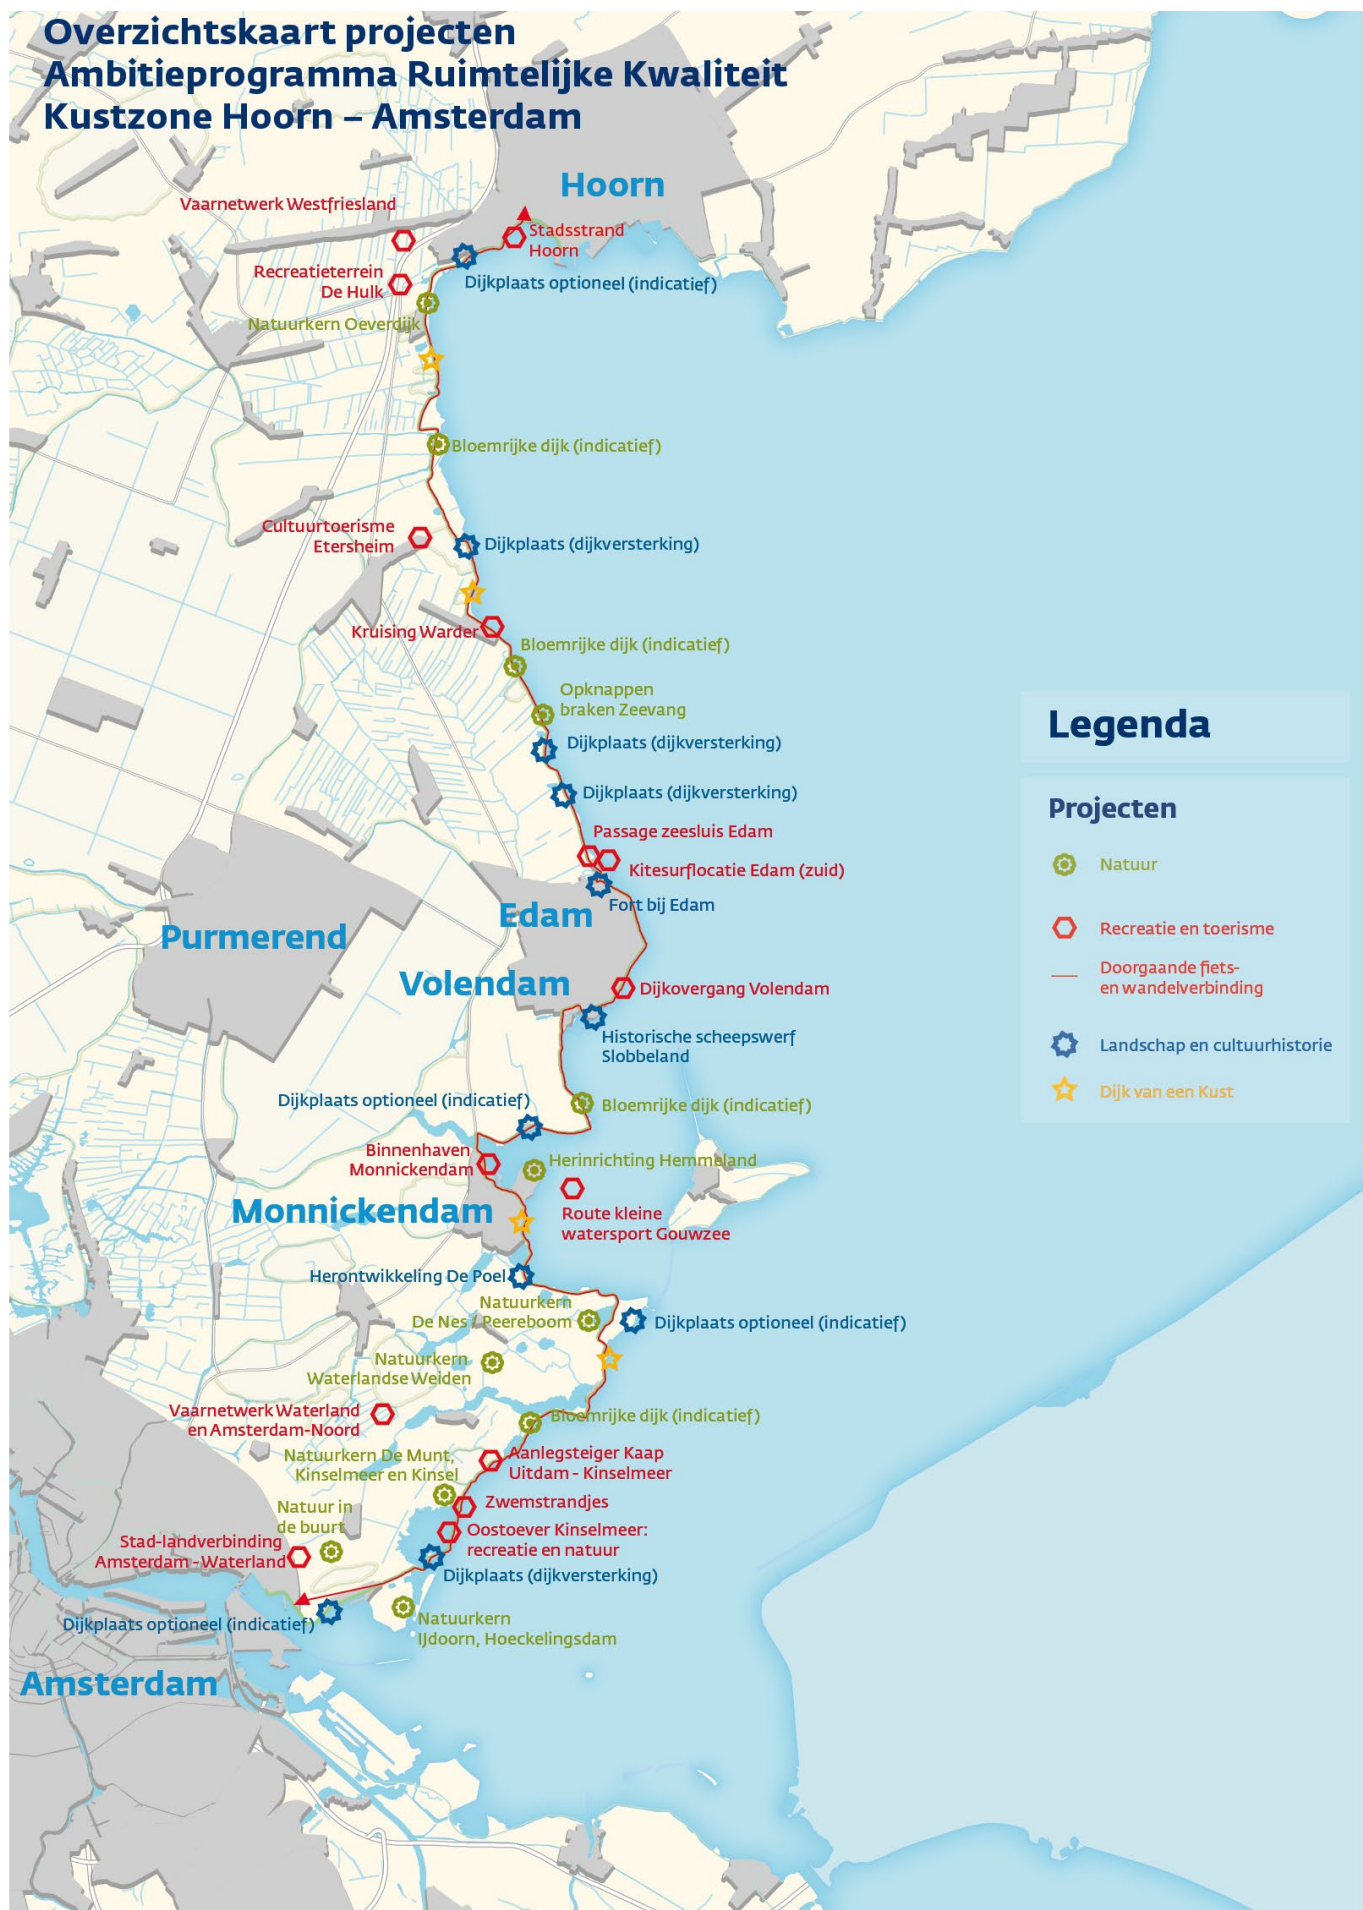 Overzichtskaart projecten
Ambitieprogramma Ruimtelijke Kwaliteit
Kustzone Hoorn – Amsterdam
Hoorn
Vaarnetwerk Westfriesland
Stadsstrand
Hoorn
Recreatieterrein
De Hulk
Dijkplaats optioneel (indicatief)
Natuurkern Oeverdijk
Bloemrijke dijk (indicatief)
Cultuurtoerisme
Etersheim
Dijkplaats (dijkversterking)
Kruising Warder
Bloemrijke dijk (indicatief)
Opknappen
braken Zeevang
Dijkplaats (dijkversterking)
Dijkplaats (dijkversterking)
Passage zeesluis Edam
Kitesurflocatie Edam (zuid)
Fort bij Edam
Edam
Purmerend
Volendam
Dijkovergang Volendam
Historische scheepswerf
Slobbeland
Dijkplaats optioneel (indicatief)
Bloemrijke dijk (indicatief)
Binnenhaven
Monnickendam
Herinrichting Hemmeland
Monnickendam
Route kleine
watersport Gouwzee
Herontwikkeling De Poel
Natuurkern
De Nes / Peereboom
Dijkplaats optioneel (indicatief)
Natuurkern
Waterlandse Weiden
Vaarnetwerk Waterland
en Amsterdam-Noord
Bloemrijke dijk (indicatief)
Natuurkern De Munt,
Kinselmeer en Kinsel
Aanlegsteiger Kaap
Uitdam - Kinselmeer
Zwemstrandjes
Natuur in
de buurt
Oostoever Kinselmeer:
recreatie en natuur
Stad-landverbinding
Amsterdam - Waterland
Dijkplaats (dijkversterking)
Dijkplaats optioneel (indicatief)
Natuurkern
IJdoorn, Hoeckelingsdam
Amsterdam
Legenda
Projecten
Natuur
Recreatie en toerisme
Doorgaande fiets-
en wandelverbinding
Landschap en cultuurhistorie
Dijk van een Kust